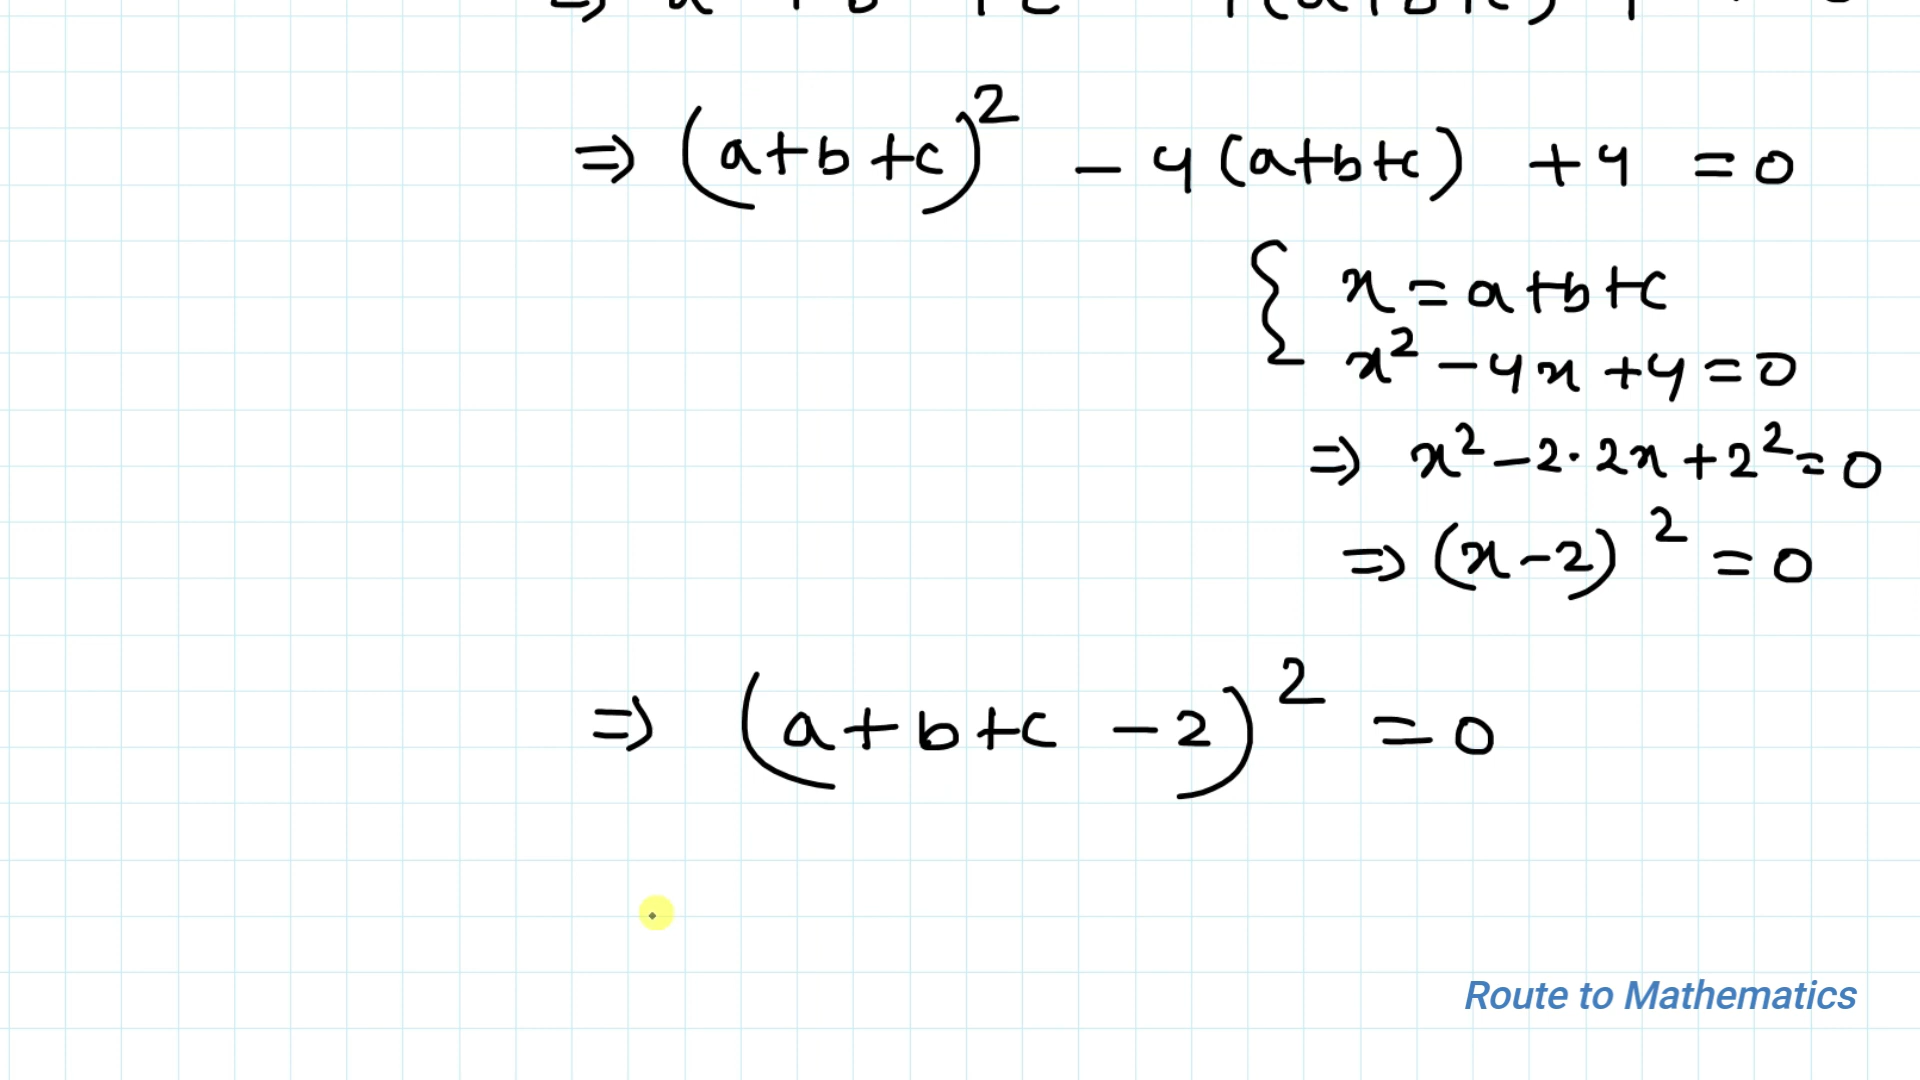 ⇒ (a+b+c)² - 4(a+b+c) + 4 = 0
{ x = a+b+c
x² - 4x + 4 = 0
⇒ x² - 2·2x + 2² = 0
⇒ (x-2)² = 0
⇒ (a+b+c-2)² = 0
Route to Mathematics